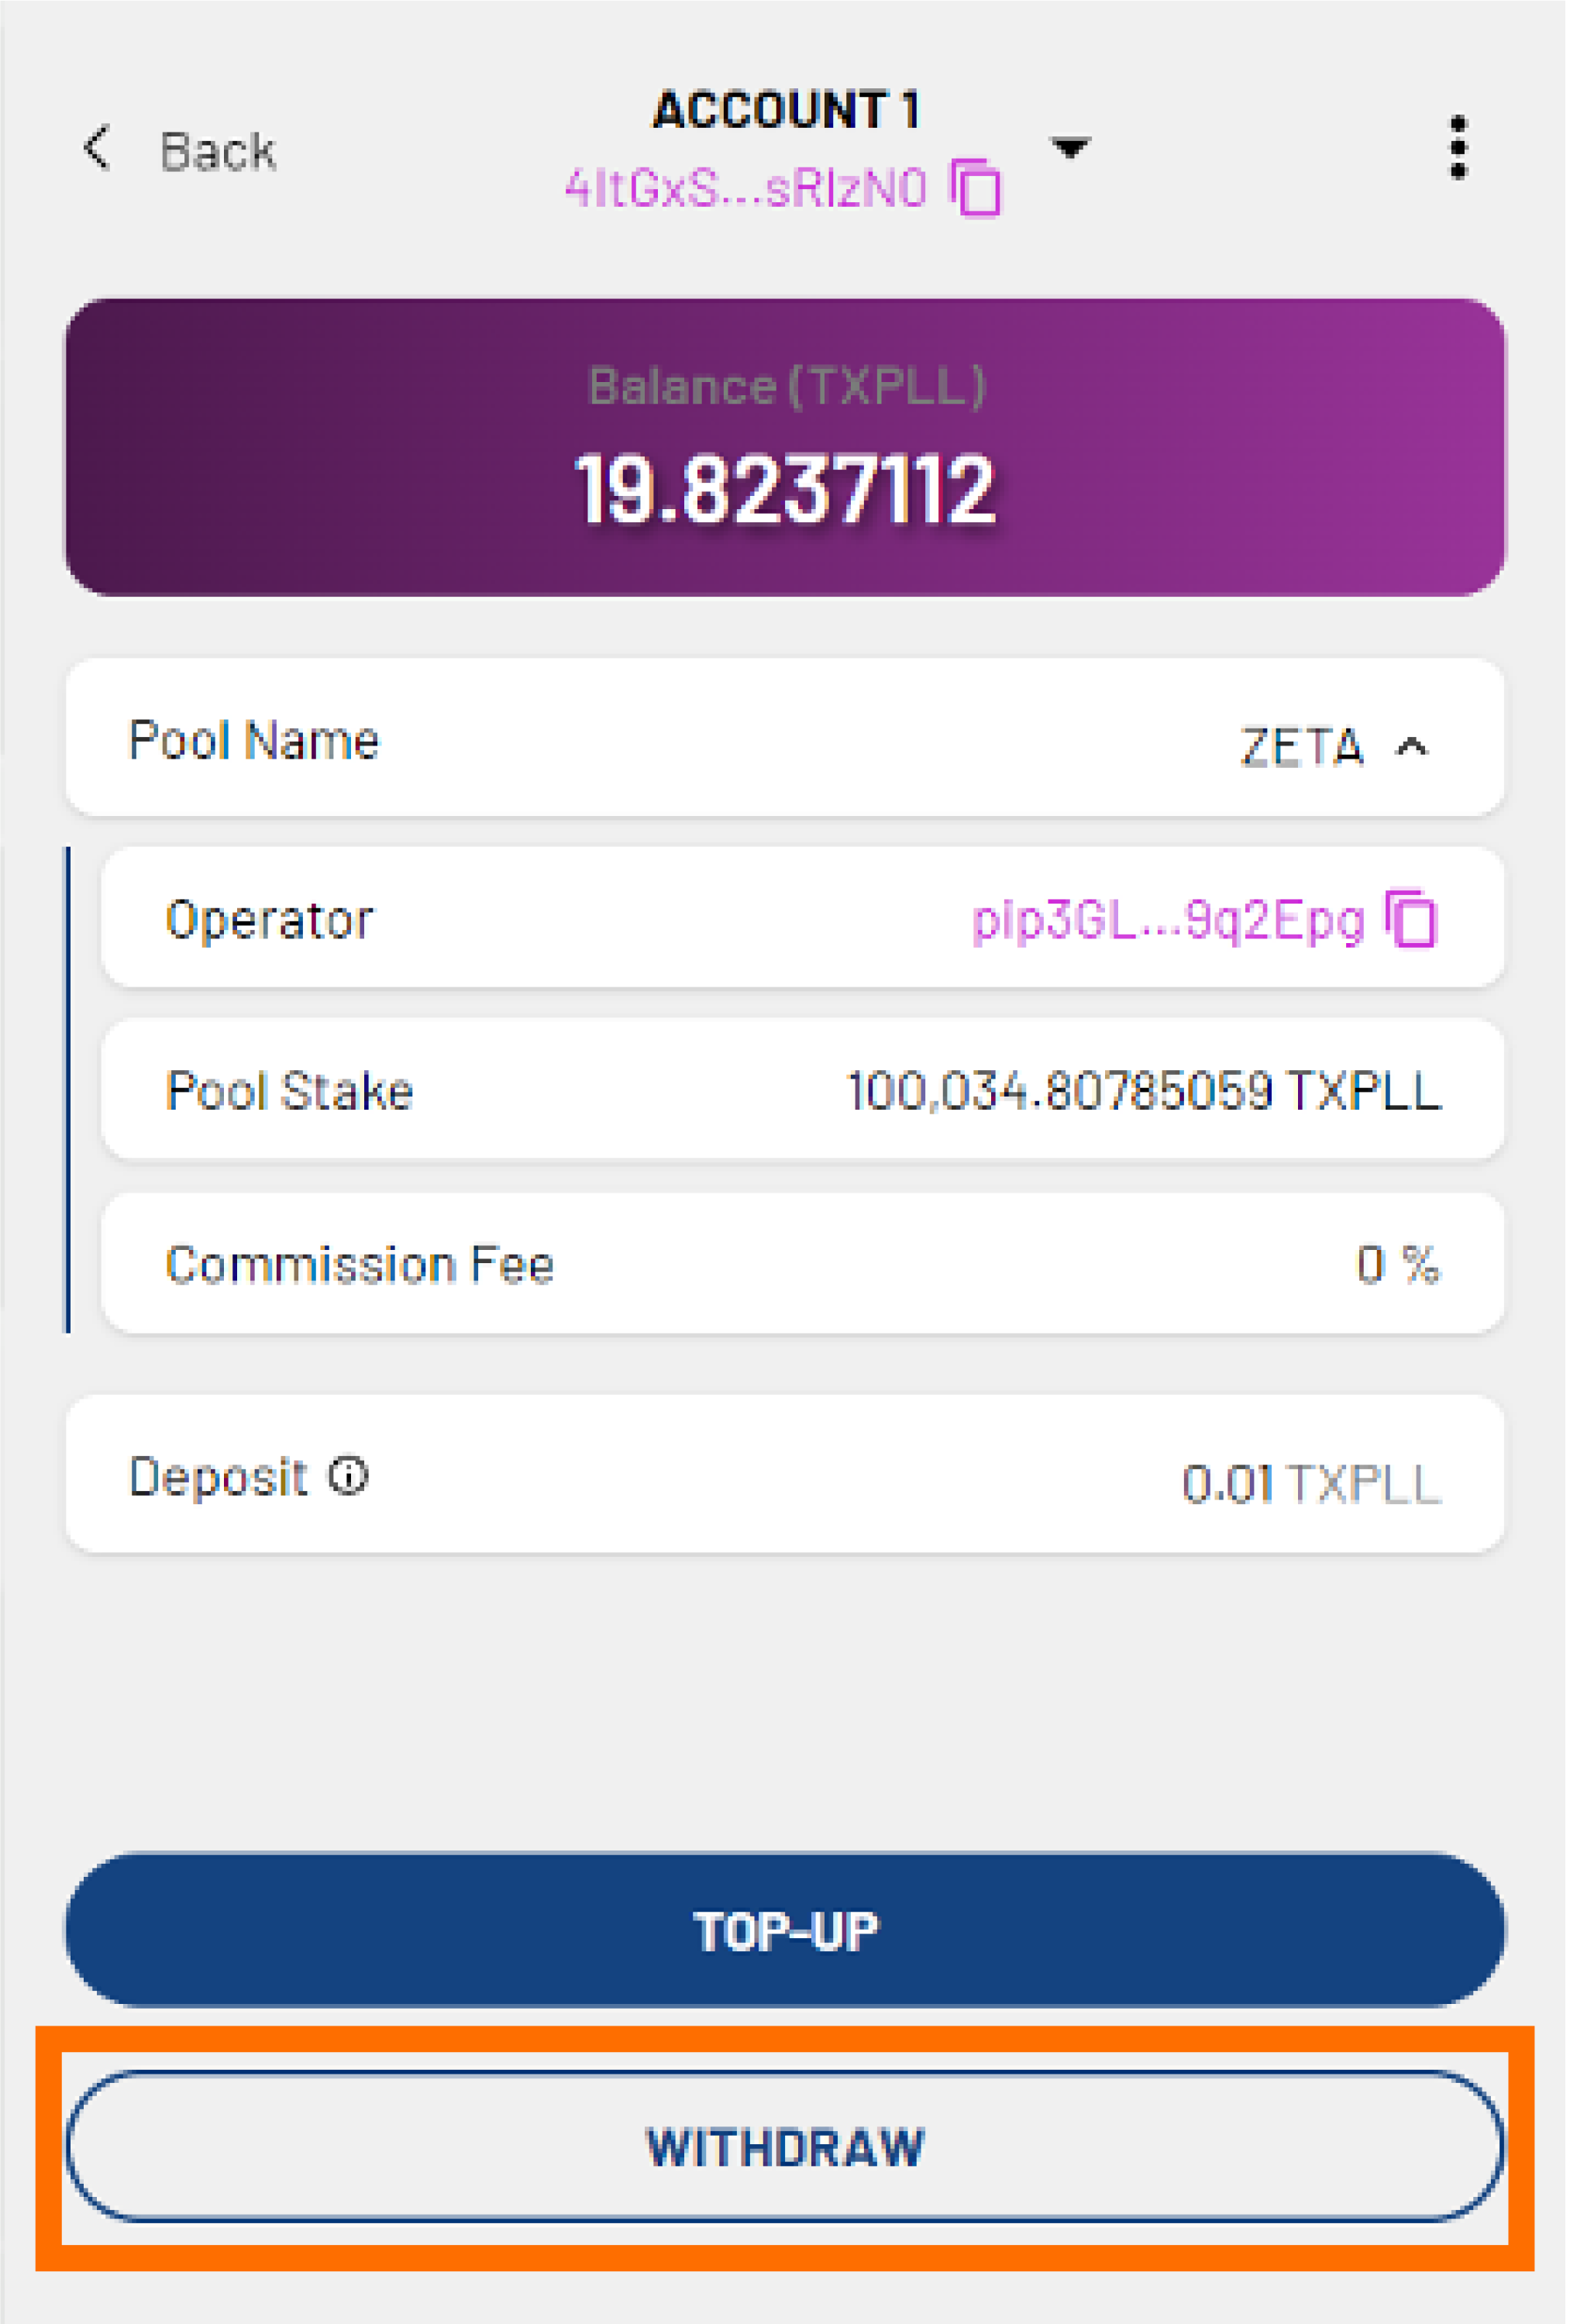 Back
ACCOUNT 1
4ItGxS...sRIzN0
Balance (TXPLL)
19.8237112
Pool Name ZETA
Operator pip3GL...9q2Epg
Pool Stake 100,034.80785059 TXPLL
Commission Fee 0 %
Deposit 0.01 TXPLL
TOP-UP
WITHDRAW